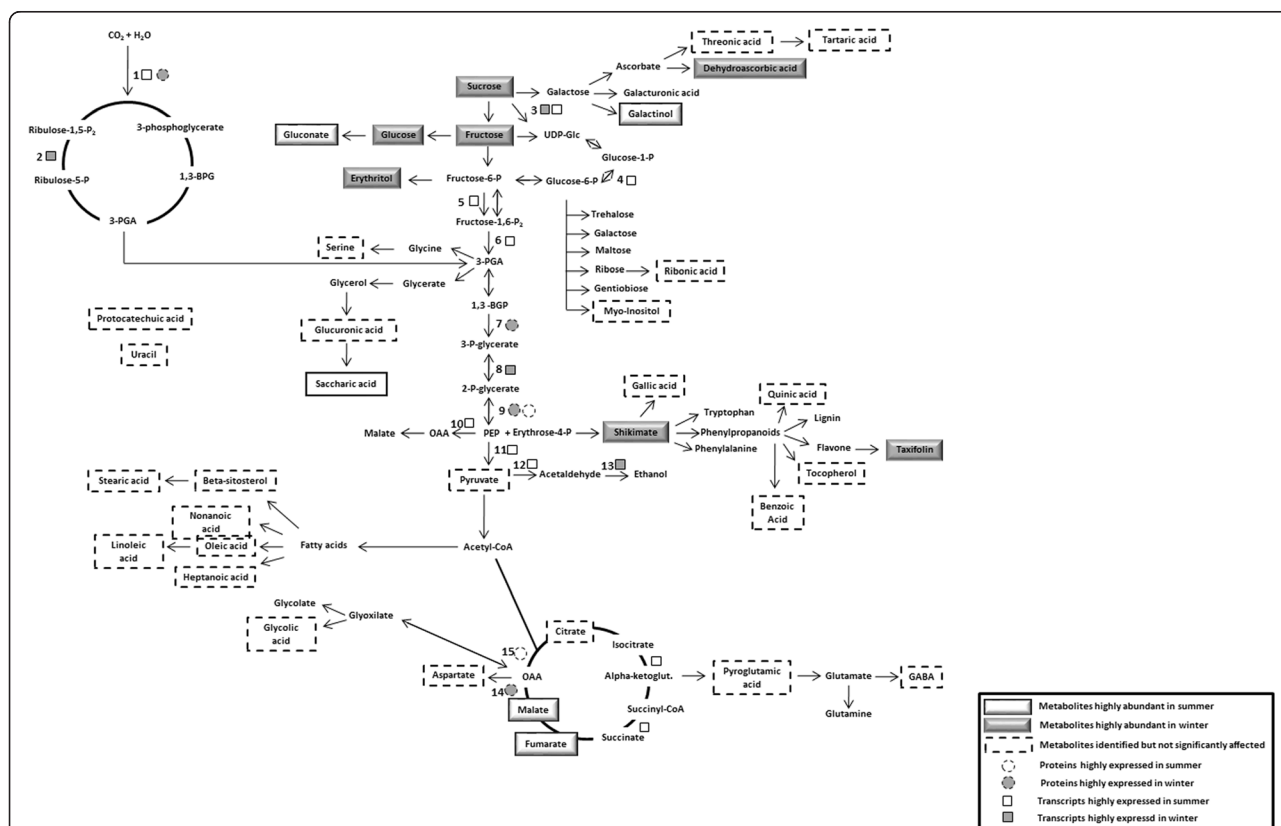 CO2 + H2O
1
Ribulose-1,5-P2
3-phosphoglycerate
2
Ribulose-5-P
1,3-BPG
3-PGA
Threonic acid
Tartaric acid
Ascorbate
Dehydroascorbic acid
Sucrose
Galactose
Galacturonic acid
3
Galactinol
Gluconate
Glucose
Fructose
UDP-Glc
Glucose-1-P
Erythritol
Fructose-6-P
Glucose-6-P
4
5
Fructose-1,6-P2
Trehalose
Galactose
Maltose
Ribose
Ribonic acid
Gentiobiose
Myo-Inositol
6
Serine
Glycine
3-PGA
Glycerol
Glycerate
1,3 -BGP
Protocatechuic acid
Uracil
Glucuronic acid
Saccharic acid
7
3-P-glycerate
8
2-P-glycerate
9
10
Malate
OAA
PEP + Erythrose-4-P
Shikimate
Gallic acid
Tryptophan
Phenylpropanoids
Phenylalanine
Quinic acid
Lignin
Flavone
Taxifolin
Tocopherol
Benzoic
Acid
11
12
13
Pyruvate
Acetaldehyde
Ethanol
Stearic acid
Beta-sitosterol
Nonanoic
acid
Linoleic
acid
Oleic acid
Fatty acids
Acetyl-CoA
Heptanoic acid
Glycolate
Glyoxilate
Glycolic
acid
Citrate
Isocitrate
15
Aspartate
OAA
Alpha-ketoglut.
Pyroglutamic
acid
Glutamate
GABA
14
Malate
Succinyl-CoA
Glutamine
Fumarate
Succinate
Metabolites highly abundant in summer
Metabolites highly abundant in winter
Metabolites identified but not significantly affected
Proteins highly expressed in summer
Proteins highly expressed in winter
Transcripts highly expressed in summer
Transcripts highly expressd in winter